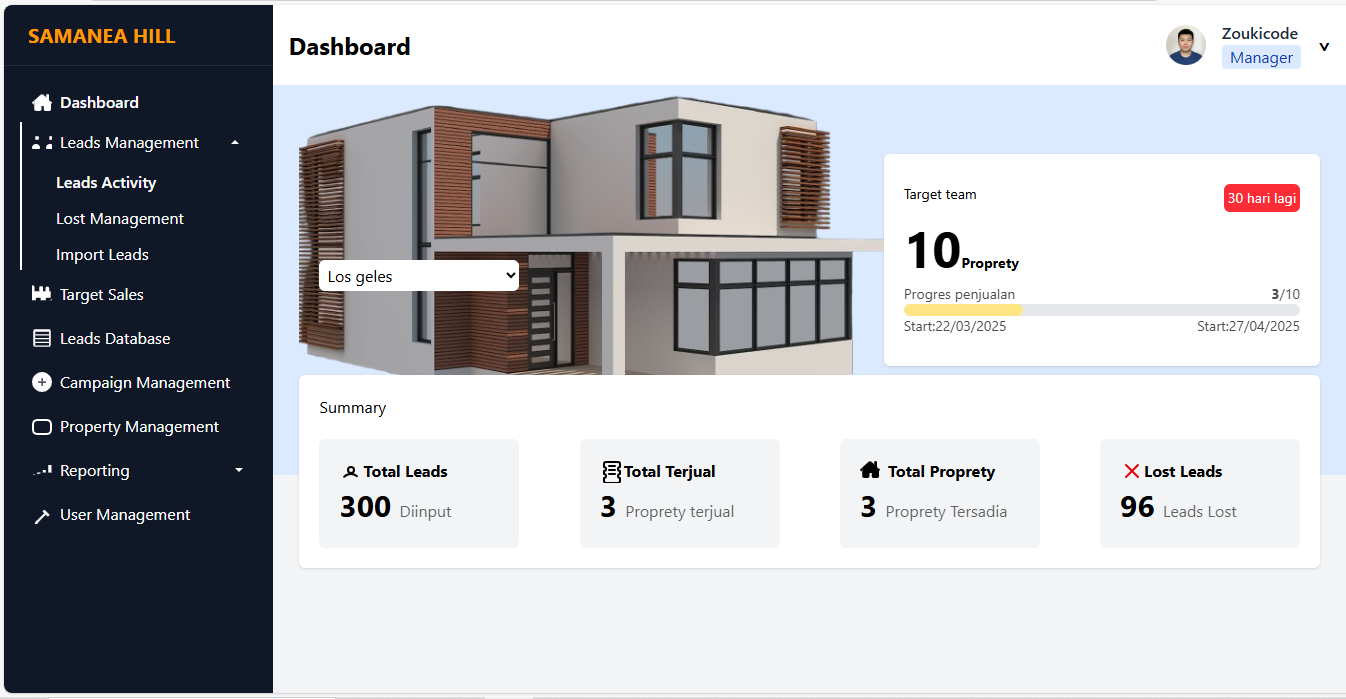 SAMANEA HILL
Dashboard
Leads Management
Leads Activity
Lost Management
Import Leads
Target Sales
Leads Database
Campaign Management
Property Management
Reporting
User Management
Dashboard
Zoukicode
Manager
Los geles
Target team
30 hari lagi
10 Proprety
Progres penjualan 3/10
Start:22/03/2025 Start:27/04/2025
Summary
Total Leads
300 Diinput
Total Terjual
3 Proprety terjual
Total Proprety
3 Proprety Tersadia
Lost Leads
96 Leads Lost